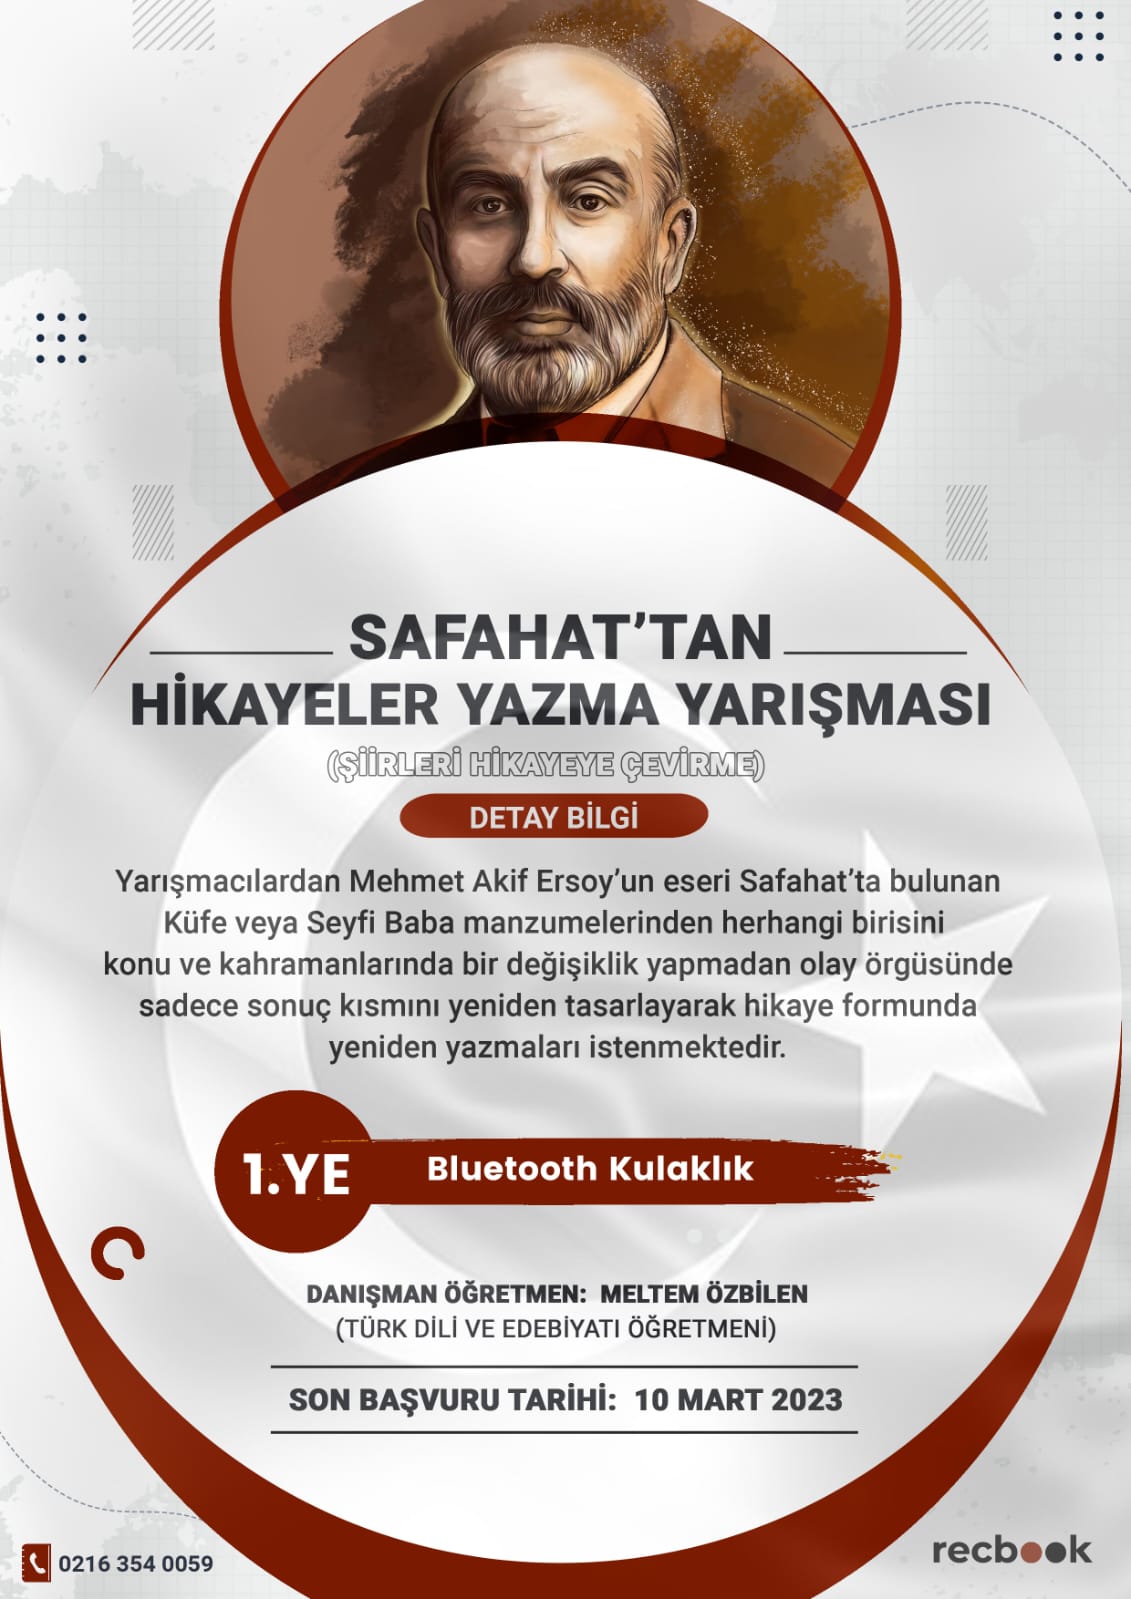 SAFAHAT’TAN
HİKAYELER YAZMA YARIŞMASI
(ŞİİRLERİ HİKAYEYE ÇEVİRME)
DETAY BİLGİ
Yarışmacılardan Mehmet Akif Ersoy’un eseri Safahat’ta bulunan
Küfe veya Seyfi Baba manzumelerinden herhangi birisini
konu ve kahramanlarında bir değişiklik yapmadan olay örgüsünde
sadece sonuç kısmını yeniden tasarlayarak hikaye formunda
yeniden yazmaları istenmektedir.
1.YE
Bluetooth Kulaklık
DANIŞMAN ÖĞRETMEN: MELTEM ÖZBİLEN
(TÜRK DİLİ VE EDEBİYATI ÖĞRETMENİ)
SON BAŞVURU TARİHİ: 10 MART 2023
0216 354 0059
recbook